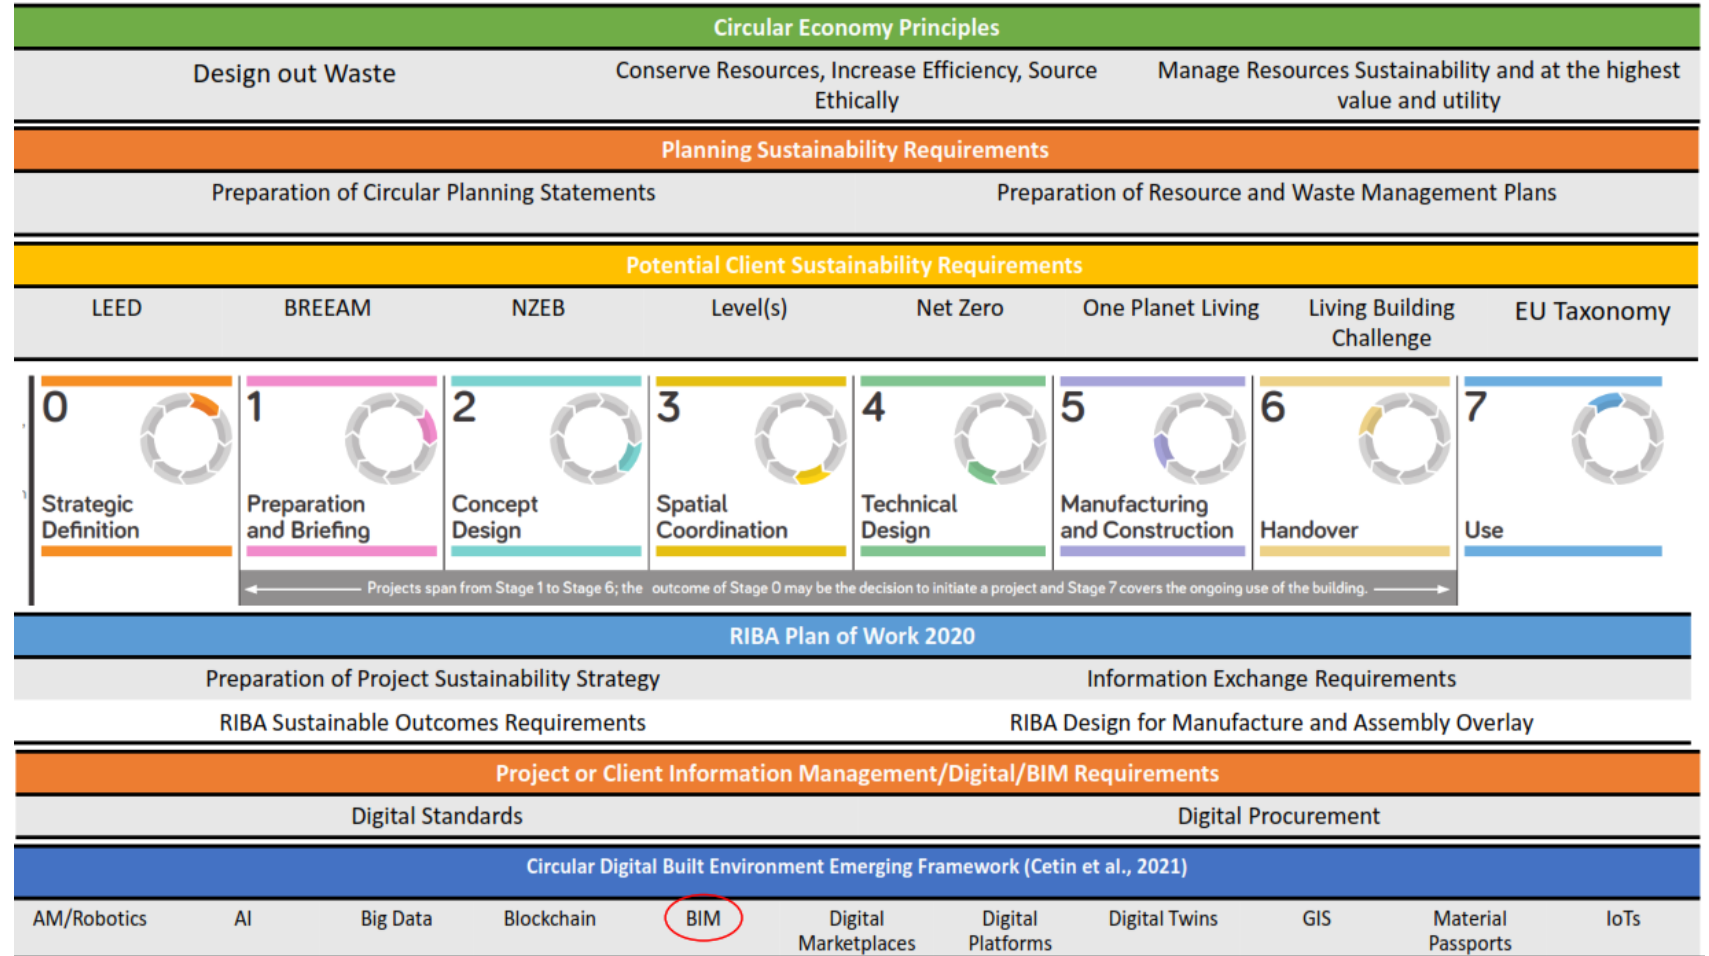 Circular Economy Principles
Design out Waste
Conserve Resources, Increase Efficiency, Source
Ethically
Manage Resources Sustainability and at the highest
value and utility
Planning Sustainability Requirements
Preparation of Circular Planning Statements
Preparation of Resource and Waste Management Plans
Potential Client Sustainability Requirements
LEED
BREEAM
NZEB
Level(s)
Net Zero
One Planet Living
Living Building
Challenge
EU Taxonomy
0
Strategic
Definition
1
Preparation
and Briefing
2
Concept
Design
3
Spatial
Coordination
4
Technical
Design
5
Manufacturing
and Construction
6
Handover
7
Use
Projects span from Stage 1 to Stage 6; the outcome of Stage 0 may be the decision to initiate a project and Stage 7 covers the ongoing use of the building.
RIBA Plan of Work 2020
Preparation of Project Sustainability Strategy
Information Exchange Requirements
RIBA Sustainable Outcomes Requirements
RIBA Design for Manufacture and Assembly Overlay
Project or Client Information Management/Digital/BIM Requirements
Digital Standards
Digital Procurement
Circular Digital Built Environment Emerging Framework (Cetin et al., 2021)
AM/Robotics
AI
Big Data
Blockchain
BIM
Digital
Marketplaces
Digital
Platforms
Digital Twins
GIS
Material
Passports
IoTs